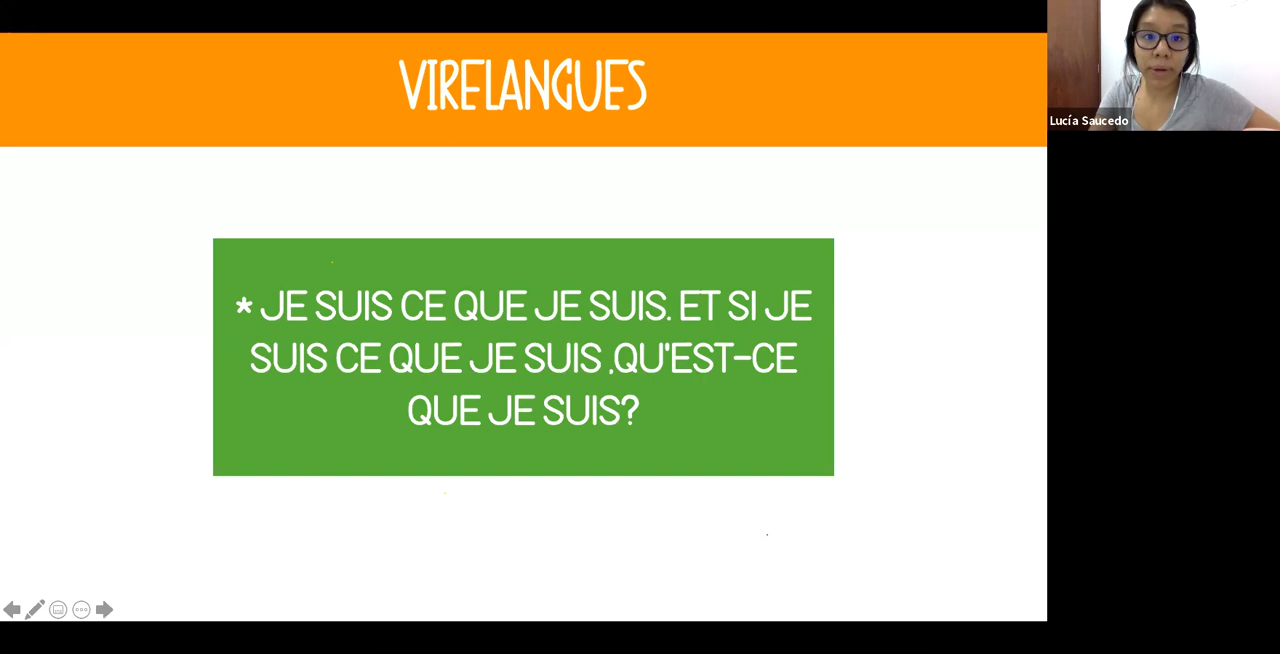 VIRELANGUES
* JE SUIS CE QUE JE SUIS. ET SI JE
SUIS CE QUE JE SUIS ,QU'EST-CE
QUE JE SUIS?
Lucía Saucedo